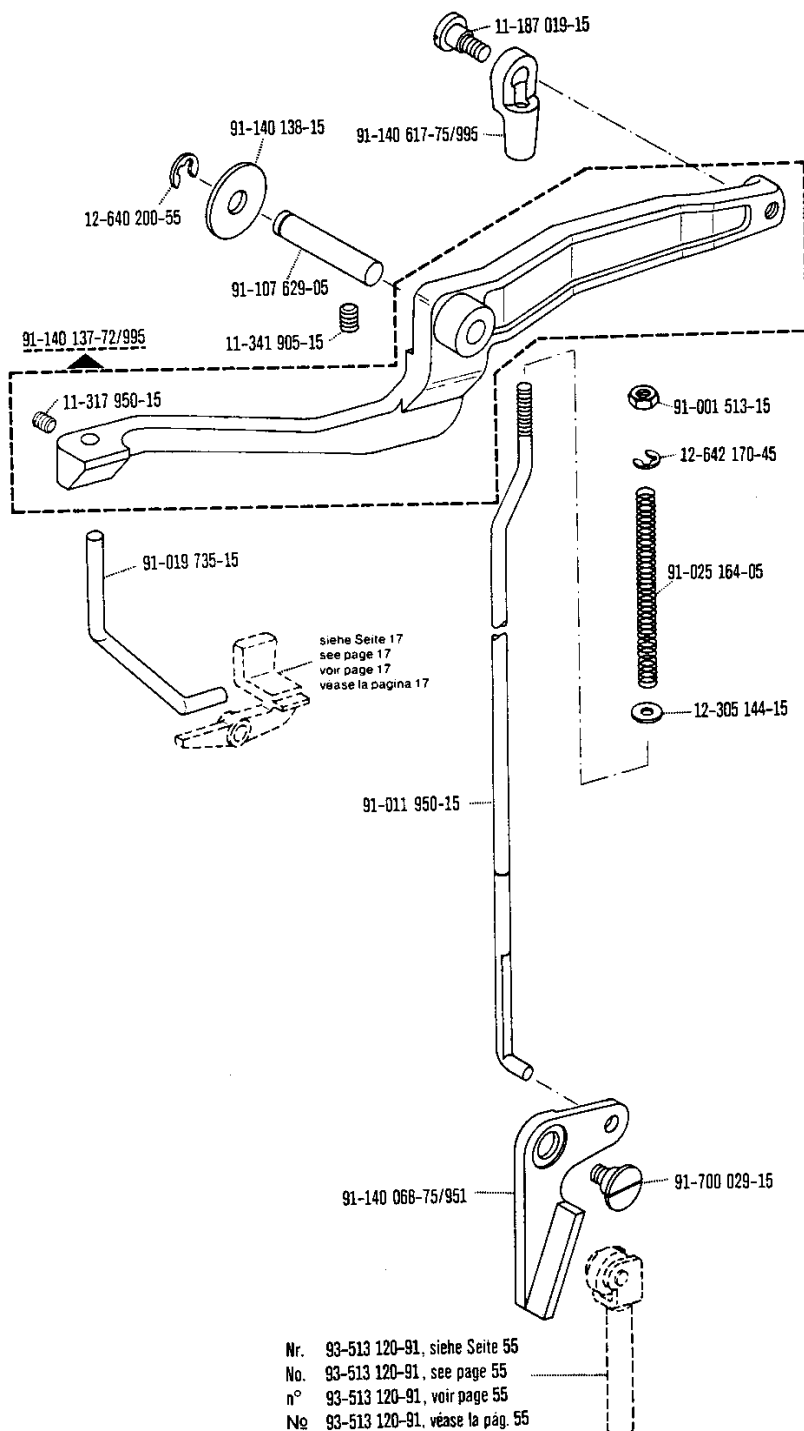 11-187 019-15
91-140 138-15
91-140 617-75/995
12-640 200-55
91-107 629-05
91-140 137-72/995
11-341 905-15
11-317 950-15
91-001 513-15
12-642 170-45
91-019 735-15
91-025 164-05
siehe Seite 17
see page 17
voir page 17
véase la pagina 17
12-305 144-15
91-011 950-15
91-140 066-75/951
91-700 029-15
Nr. 93-513 120-91, siehe Seite 55
No. 93-513 120-91, see page 55
n° 93-513 120-91, voir page 55
№ 93-513 120-91, véase la pág. 55